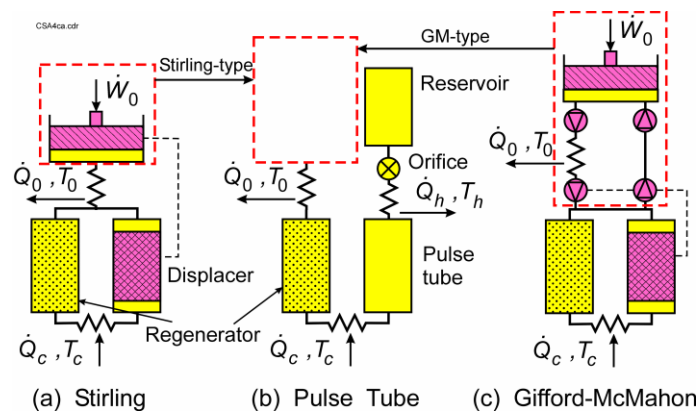 CSA4ca.cdr
Ẇ₀
Stirling-type
GM-type
Ẇ₀
Reservoir
Orifice
Q̇₀ , T₀
Q̇₀ , T₀
Q̇ₕ , Tₕ
Q̇₀ , T₀
Displacer
Pulse
tube
Regenerator
Q̇c , Tc
Q̇c , Tc
Q̇c , Tc
(a) Stirling
(b) Pulse Tube
(c) Gifford-McMahon